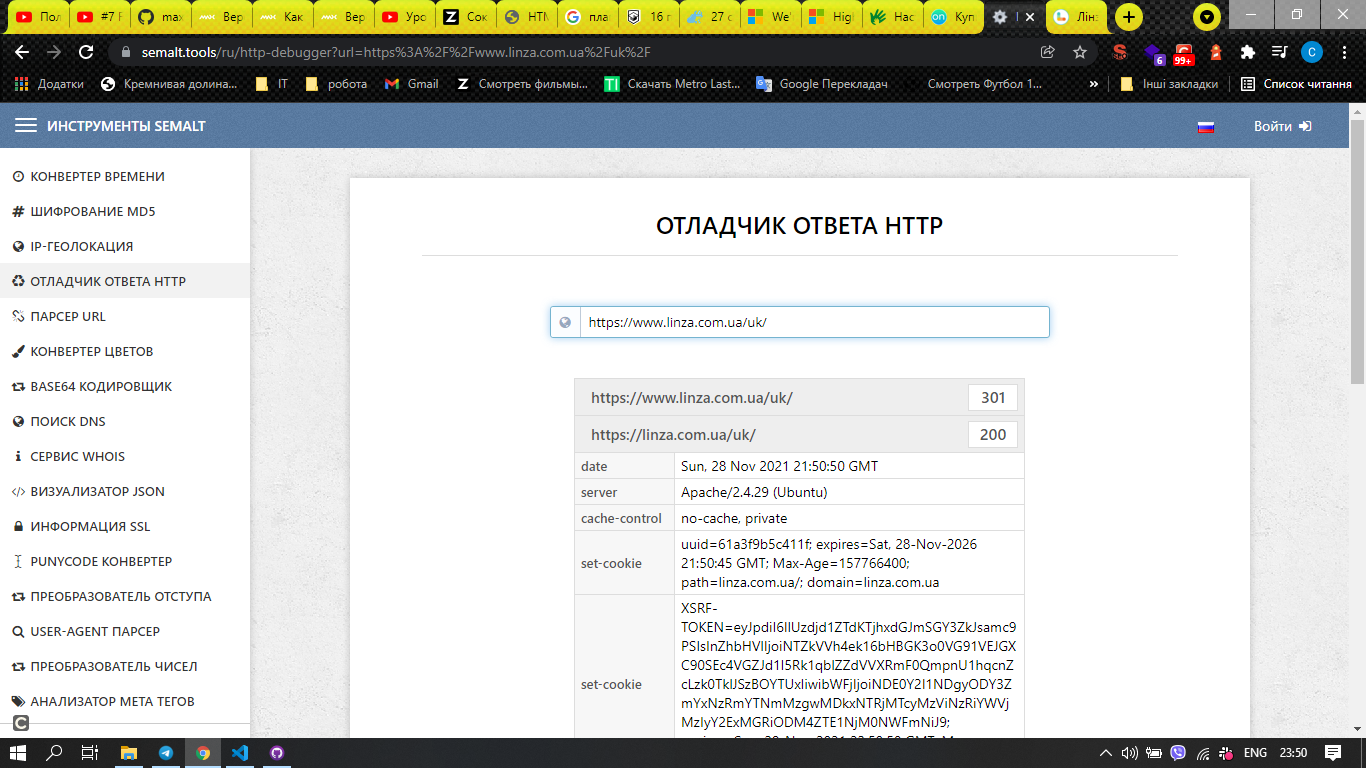 Пол
#7 F
max
Вер
Как
Вер
Уро
Сок
HTM
пла
16 г
27 с
We'
Higl
Нас
Куп
Лін:
semalt.tools/ru/http-debugger?url=https%3A%2F%2Fwww.linza.com.ua%2Fuk%2F
6
99+
C
Додатки
Кремнивая долина...
IT
робота
Gmail
Смотреть фильмы...
Скачать Metro Last...
Google Перекладач
Смотреть Футбол 1...
»
Інші закладки
Список читання
ИНСТРУМЕНТЫ SEMALT
Войти
КОНВЕРТЕР ВРЕМЕНИ
ШИФРОВАНИЕ MD5
IP-ГЕОЛОКАЦИЯ
ОТЛАДЧИК ОТВЕТА HTTP
ПАРСЕР URL
КОНВЕРТЕР ЦВЕТОВ
BASE64 КОДИРОВЩИК
ПОИСК DNS
СЕРВИС WHOIS
ВИЗУАЛИЗАТОР JSON
ИНФОРМАЦИЯ SSL
PUNYCODE КОНВЕРТЕР
ПРЕОБРАЗОВАТЕЛЬ ОТСТУПА
USER-AGENT ПАРСЕР
ПРЕОБРАЗОВАТЕЛЬ ЧИСЕЛ
АНАЛИЗАТОР МЕТА ТЕГОВ
ОТЛАДЧИК ОТВЕТА HTTP
https://www.linza.com.ua/uk/
https://www.linza.com.ua/uk/ 301
https://linza.com.ua/uk/ 200
date Sun, 28 Nov 2021 21:50:50 GMT
server Apache/2.4.29 (Ubuntu)
cache-control no-cache, private
set-cookie
uuid=61a3f9b5c411f; expires=Sat, 28-Nov-2026
21:50:45 GMT; Max-Age=157766400;
path=linza.com.ua/; domain=linza.com.ua
set-cookie
XSRF-
ENG
23:50